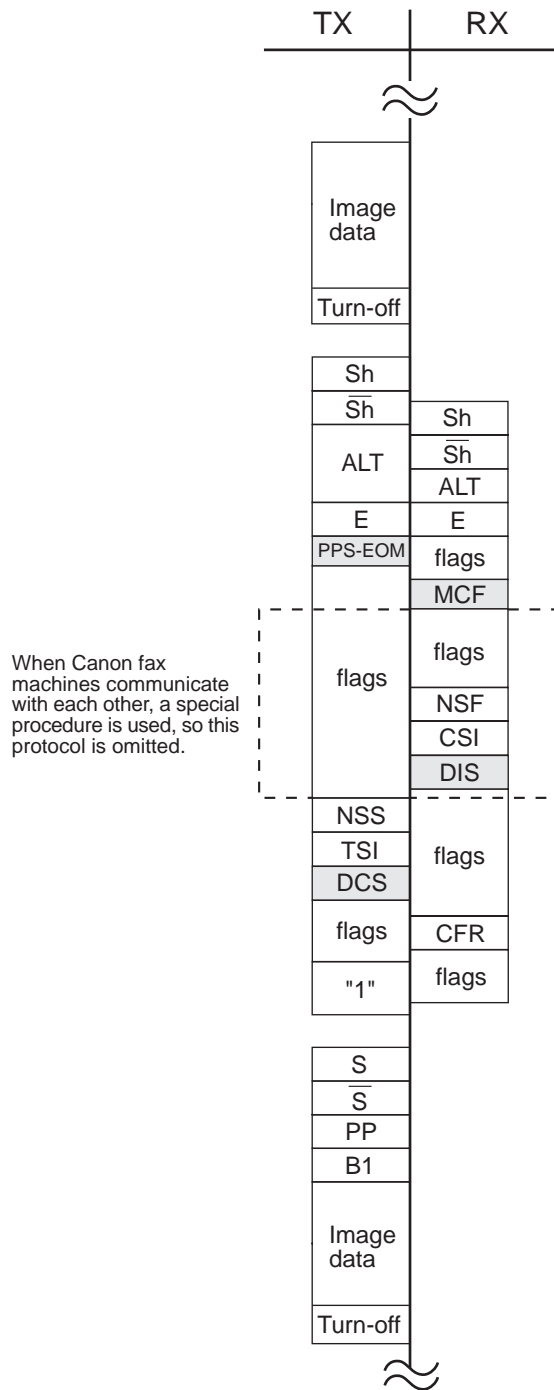 TX RX
Image
data
Turn-off
Sh
S̅h̅
Sh
ALT
S̅h̅
ALT
E
E
PPS-EOM
flags
MCF
When Canon fax
machines communicate
with each other, a special
procedure is used, so this
protocol is omitted.
flags
flags
NSF
CSI
DIS
NSS
TSI
DCS
flags
flags
CFR
"1"
flags
S
S̅
PP
B1
Image
data
Turn-off